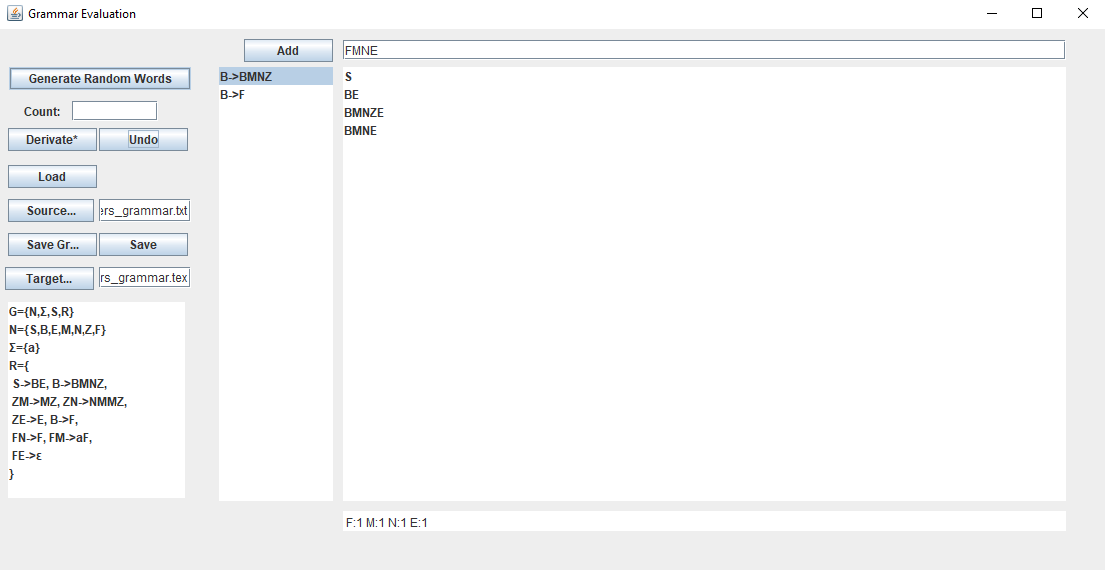 Grammar Evaluation
Add
FMNE
Generate Random Words
Count:
Derivate*
Undo
Load
Source...
ers_grammar.txt
Save Gr...
Save
Target...
rs_grammar.tex
G={N,Σ,S,R}
N={S,B,E,M,N,Z,F}
Σ={a}
R={
S->BE, B->BMNZ,
ZM->MZ, ZN->NMMZ,
ZE->E, B->F,
FN->F, FM->aF,
FE->ε
}
B->BMNZ
B->F
S
BE
BMNZE
BMNE
F:1 M:1 N:1 E:1